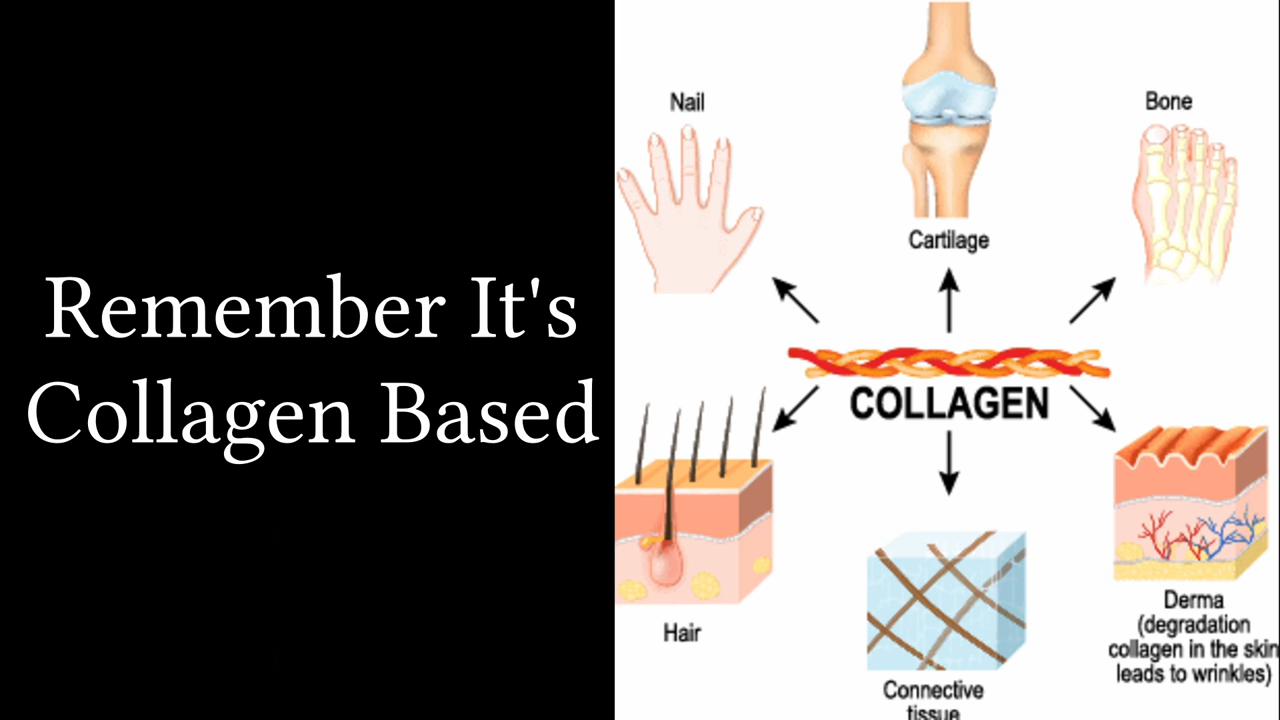 Remember It's
Collagen Based
Nail
Bone
Cartilage
COLLAGEN
Hair
Derma
(degradation
collagen in the skin
leads to wrinkles)
Connective
tissue